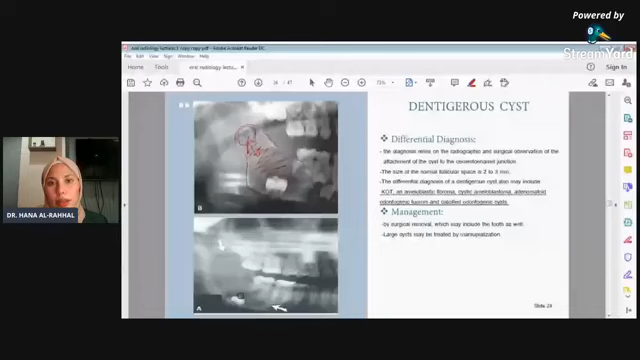 Powered by
StreamYard
oral radiology lecture 2 copy copy.pdf - Adobe Acrobat Reader DC
File Edit View Sign Window Help
Home Tools oral radiology lectu... × Sign In
DENTIGEROUS CYST
Differential Diagnosis:
- the diagnosis relies on the radiographic and surgical observation of the
attachment of the cyst to the cementoenamel junction.
-The size of the normal follicular space is 2 to 3 mm.
-The differential diagnosis of a dentigerous cyst also may include
KOT, an ameloblastic fibroma, cystic ameloblastoma, adenomatoid
odontogenic tumors and calcified odontogenic cysts.
Management:
-by surgical removal, which may include the tooth as well.
-Large cysts may be treated by marsupialization.
B
A
Slide 24
DR. HANA AL-RAHHAL